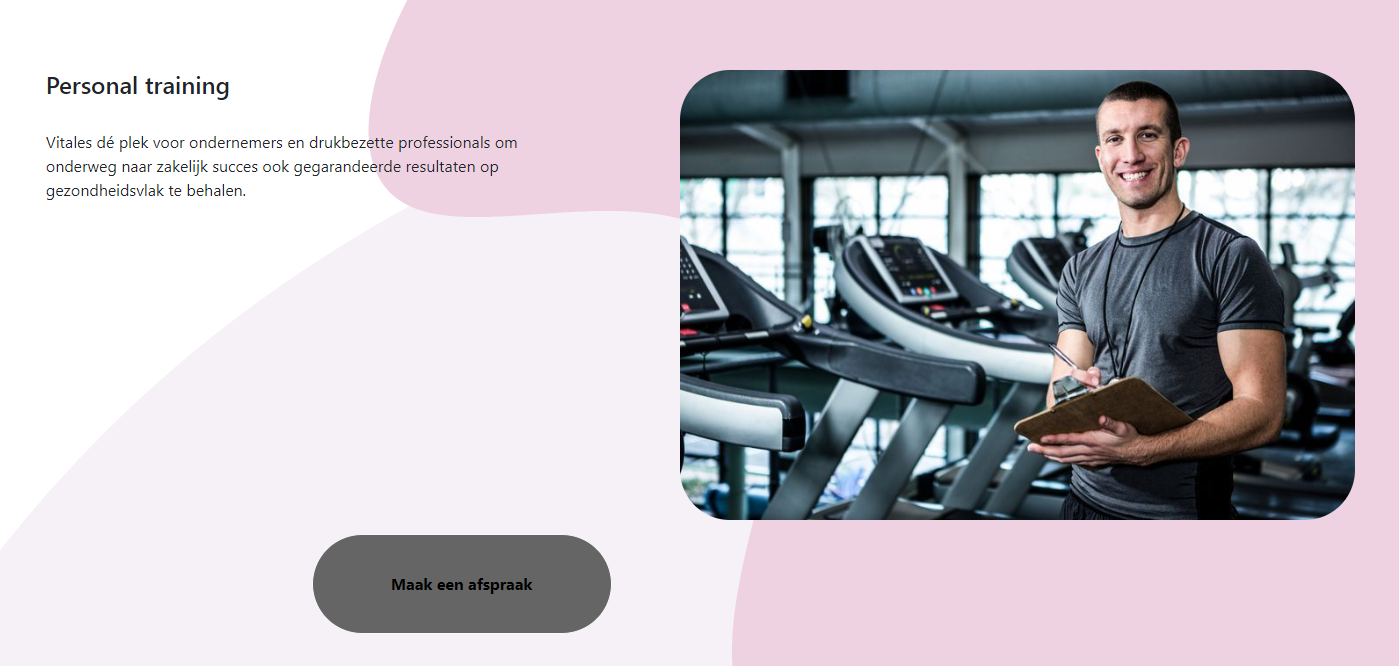 Personal training
Vitales dé plek voor ondernemers en drukbezette professionals om
onderweg naar zakelijk succes ook gegarandeerde resultaten op
gezondheidsvlak te behalen.
Maak een afspraak